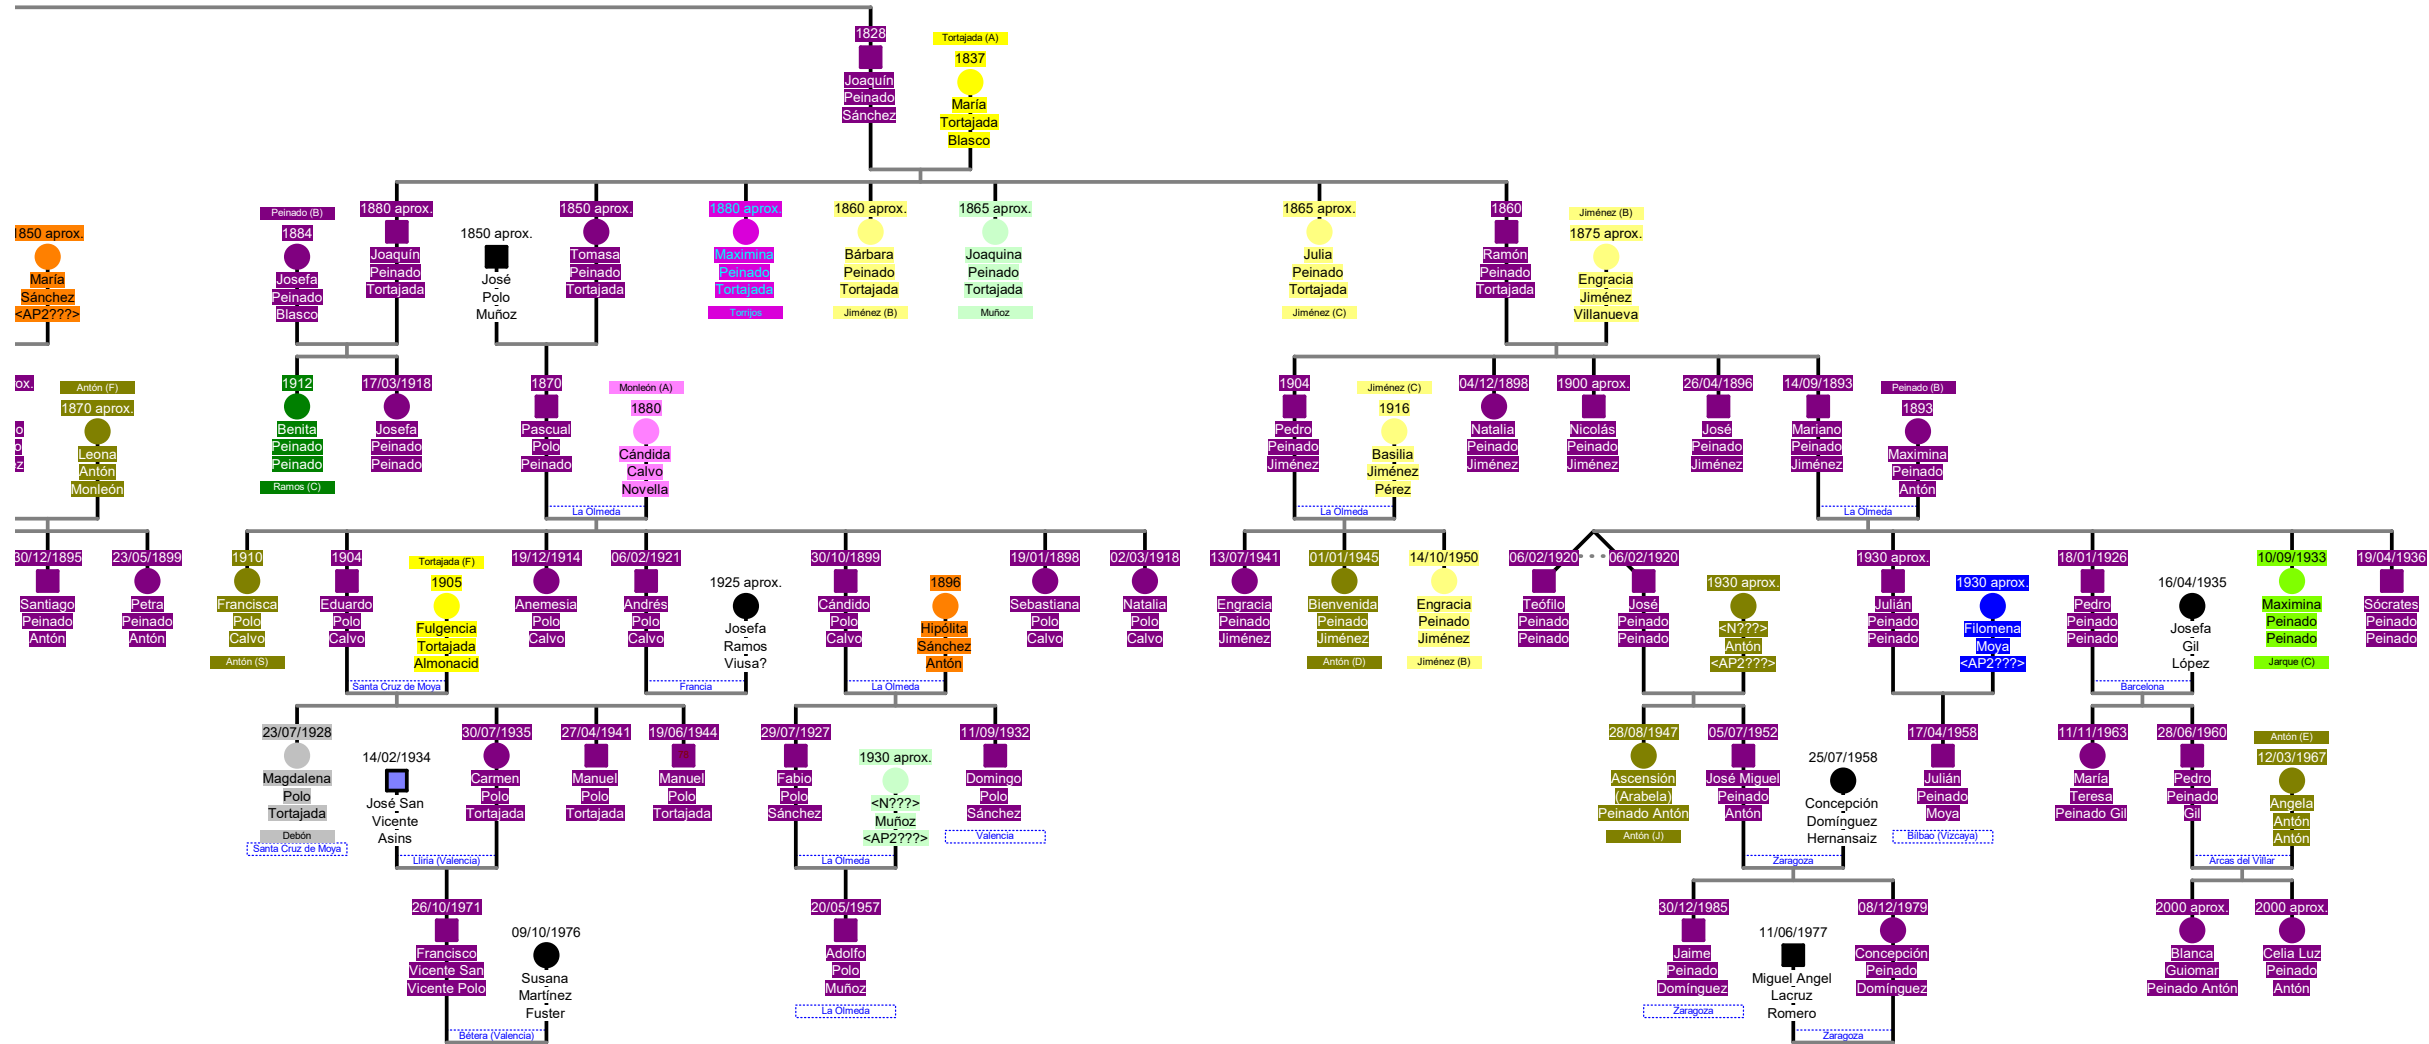 1828
Joaquín
Peinado
Sánchez
Tortajada (A)
1837
María
Tortajada
Blasco
1850 aprox.
María
Sánchez
<AP2???>
Peinado (B)
1884
Josefa
Peinado
Blasco
1880 aprox.
Joaquín
Peinado
Tortajada
1850 aprox.
José
Polo
Muñoz
1850 aprox.
Tomasa
Peinado
Tortajada
1880 aprox.
Maximina
Peinado
Tortajada
Torrijos
1860 aprox.
Bárbara
Peinado
Tortajada
Jiménez (B)
1865 aprox.
Joaquina
Peinado
Tortajada
Muñoz
1865 aprox.
Julia
Peinado
Tortajada
Jiménez (C)
1860
Ramón
Peinado
Tortajada
Jiménez (B)
1875 aprox.
Engracia
Jiménez
Villanueva
Antón (F)
1870 aprox.
Leona
Antón
Monleón
1912
Benita
Peinado
Peinado
Ramos (C)
17/03/1918
Josefa
Peinado
Peinado
1870
Pascual
Polo
Peinado
Monleón (A)
1880
Cándida
Calvo
Novella
La Olmeda
1904
Pedro
Peinado
Jiménez
Jiménez (C)
1916
Basilia
Jiménez
Pérez
La Olmeda
04/12/1898
Natalia
Peinado
Jiménez
1900 aprox.
Nicolás
Peinado
Jiménez
26/04/1896
José
Peinado
Jiménez
14/09/1893
Mariano
Peinado
Jiménez
Peinado (B)
1893
Maximina
Peinado
Antón
La Olmeda
30/12/1895
Santiago
Peinado
Antón
23/05/1899
Petra
Peinado
Antón
1910
Francisca
Polo
Calvo
Antón (S)
1904
Eduardo
Polo
Calvo
Tortajada (F)
1905
Fulgencia
Tortajada
Almonacid
Santa Cruz de Moya
19/12/1914
Anemesia
Polo
Calvo
06/02/1921
Andrés
Polo
Calvo
1925 aprox.
Josefa
Ramos
Viusa?
Francia
30/10/1899
Cándido
Polo
Calvo
1896
Hipólita
Sánchez
Antón
La Olmeda
19/01/1898
Sebastiana
Polo
Calvo
02/03/1918
Natalia
Polo
Calvo
13/07/1941
Engracia
Peinado
Jiménez
01/01/1945
Bienvenida
Peinado
Jiménez
Antón (D)
14/10/1950
Engracia
Peinado
Jiménez
Jiménez (B)
06/02/1920
Teófilo
Peinado
Peinado
06/02/1920
José
Peinado
Peinado
1930 aprox.
<N???>
Antón
<AP2???>
1930 aprox.
Julián
Peinado
Peinado
1930 aprox.
Filomena
Moya
<AP2???>
18/01/1926
Pedro
Peinado
Peinado
16/04/1935
Josefa
Gil
López
Barcelona
10/09/1933
Maximina
Peinado
Peinado
Jarque (C)
19/04/1936
Sócrates
Peinado
Peinado
23/07/1928
Magdalena
Polo
Tortajada
Debón
Santa Cruz de Moya
14/02/1934
José San
Vicente
Asins
30/07/1935
Carmen
Polo
Tortajada
Lliria (Valencia)
27/04/1941
Manuel
Polo
Tortajada
19/06/1944
Manuel
Polo
Tortajada
29/07/1927
Fabio
Polo
Sánchez
1930 aprox.
<N???>
Muñoz
<AP2???>
La Olmeda
11/09/1932
Domingo
Polo
Sánchez
Valencia
28/08/1947
Ascensión
(Arabela)
Peinado Antón
Antón (J)
05/07/1952
José Miguel
Peinado
Antón
25/07/1958
Concepción
Domínguez
Hernansaiz
Zaragoza
17/04/1958
Julián
Peinado
Moya
Bilbao (Vizcaya)
11/11/1963
María
Teresa
Peinado Gil
28/06/1960
Pedro
Peinado
Gil
Antón (E)
12/03/1967
Angela
Antón
Antón
Arcas del Villar
26/10/1971
Francisco
Vicente San
Vicente Polo
09/10/1976
Susana
Martínez
Fuster
Bétera (Valencia)
20/05/1957
Adolfo
Polo
Muñoz
La Olmeda
30/12/1985
Jaime
Peinado
Domínguez
Zaragoza
11/06/1977
Miguel Angel
Lacruz
Romero
08/12/1979
Concepción
Peinado
Domínguez
Zaragoza
2000 aprox.
Blanca
Guiomar
Peinado Antón
2000 aprox.
Celia Luz
Peinado
Antón